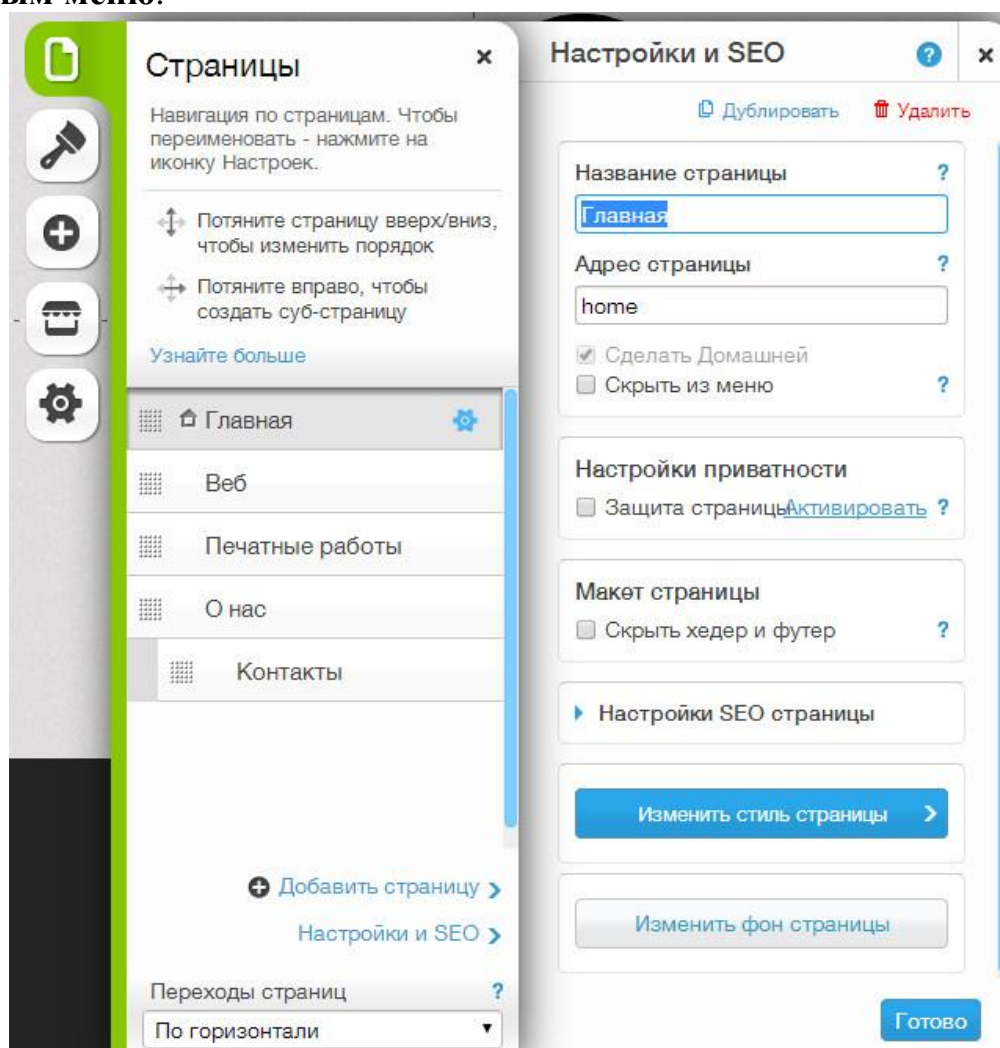 ым меню.
Страницы
Навигация по страницам. Чтобы
переименовать - нажмите на
иконку Настроек.
Потяните страницу вверх/вниз,
чтобы изменить порядок
Потяните вправо, чтобы
создать суб-страницу
Узнайте больше
Главная
Веб
Печатные работы
О нас
Контакты
Добавить страницу
Настройки и SEO
Переходы страниц ?
По горизонтали
Настройки и SEO ?
Дублировать Удалить
Название страницы ?
Главная
Адрес страницы ?
home
Сделать Домашней
Скрыть из меню ?
Настройки приватности
Защита страницы Активировать ?
Макет страницы
Скрыть хедер и футер ?
Настройки SEO страницы
Изменить стиль страницы
Изменить фон страницы
Готово